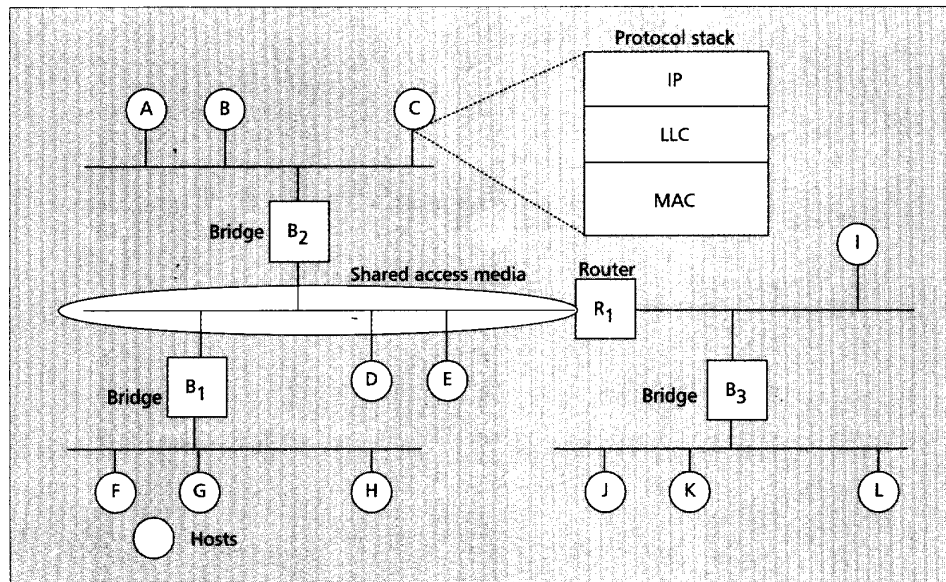 Protocol stack
IP
LLC
MAC
A
B
C
Bridge
B2
I
Shared access media
Router
R1
Bridge
B1
D
E
Bridge
B3
F
G
H
J
K
L
Hosts